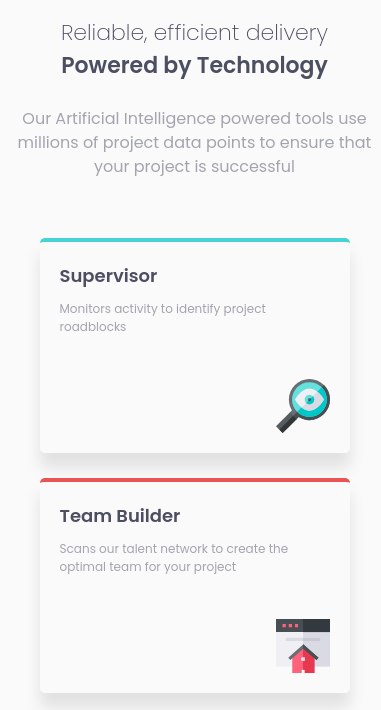 Reliable, efficient delivery
Powered by Technology
Our Artificial Intelligence powered tools use
millions of project data points to ensure that
your project is successful
Supervisor
Monitors activity to identify project
roadblocks
Team Builder
Scans our talent network to create the
optimal team for your project